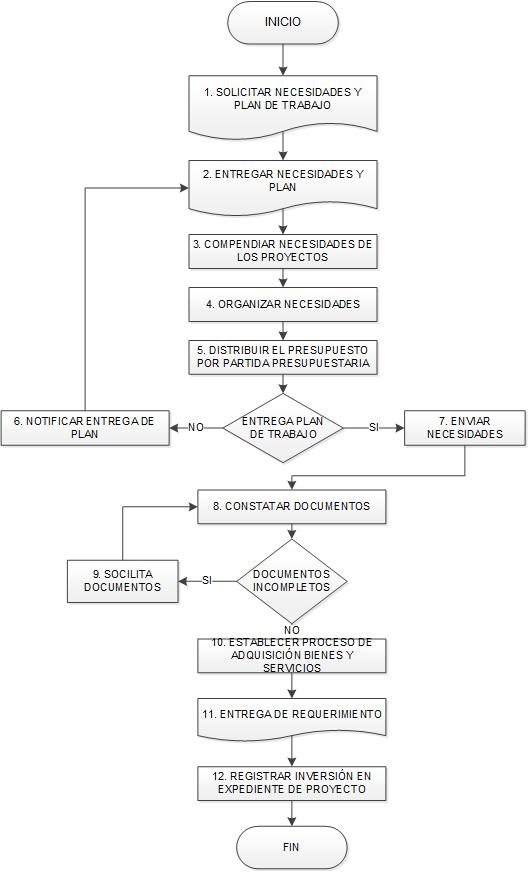 INICIO
1. SOLICITAR NECESIDADES Y
PLAN DE TRABAJO
2. ENTREGAR NECESIDADES Y
PLAN
3. COMPENDIAR NECESIDADES DE
LOS PROYECTOS
4. ORGANIZAR NECESIDADES
5. DISTRIBUIR EL PRESUPUESTO
POR PARTIDA PRESUPUESTARIA
6. NOTIFICAR ENTREGA DE
PLAN
NO
ENTREGA PLAN
DE TRABAJO
SI
7. ENVIAR
NECESIDADES
8. CONSTATAR DOCUMENTOS
9. SOCILITA
DOCUMENTOS
SI
DOCUMENTOS
INCOMPLETOS
NO
10. ESTABLECER PROCESO DE
ADQUISICIÓN BIENES Y
SERVICIOS
11. ENTREGA DE REQUERIMIENTO
12. REGISTRAR INVERSIÓN EN
EXPEDIENTE DE PROYECTO
FIN